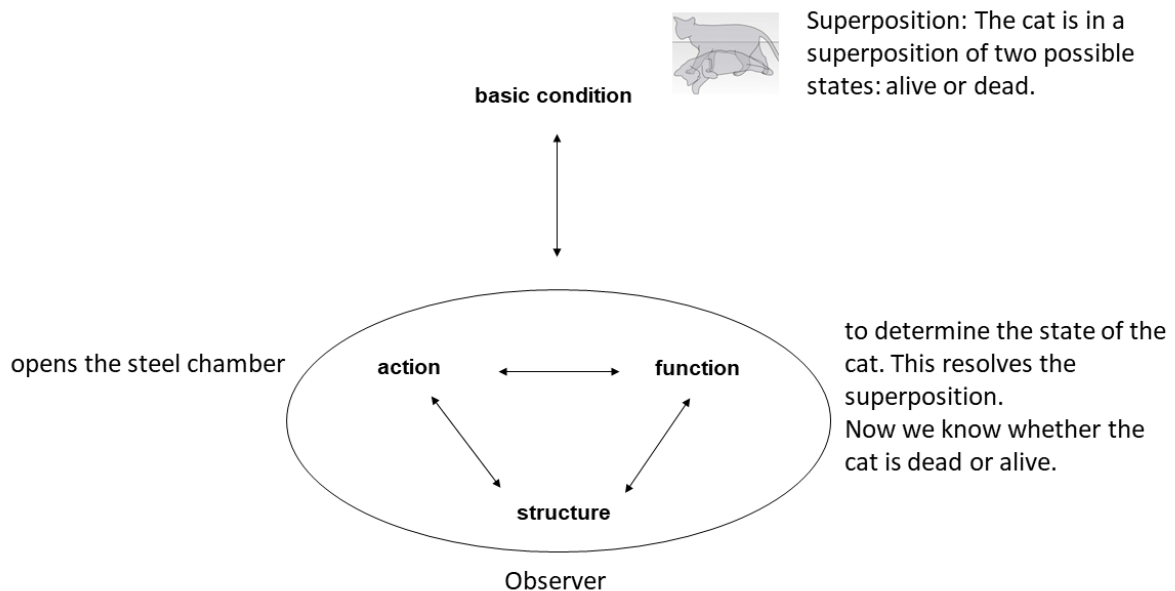 Superposition: The cat is in a
superposition of two possible
states: alive or dead.
basic condition
opens the steel chamber
action
function
to determine the state of the
cat. This resolves the
superposition.
Now we know whether the
cat is dead or alive.
structure
Observer